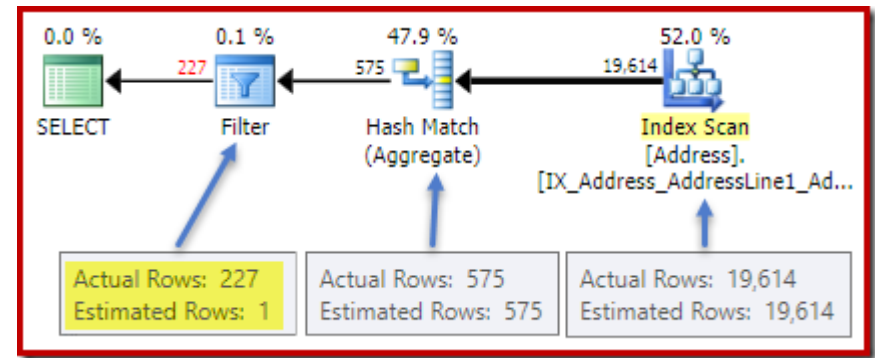 0.0 %
0.1 %
47.9 %
52.0 %
227
575
19,614
SELECT
Filter
Hash Match
(Aggregate)
Index Scan
[Address].
[IX_Address_AddressLine1_Ad...
Actual Rows: 227
Estimated Rows: 1
Actual Rows: 575
Estimated Rows: 575
Actual Rows: 19,614
Estimated Rows: 19,614